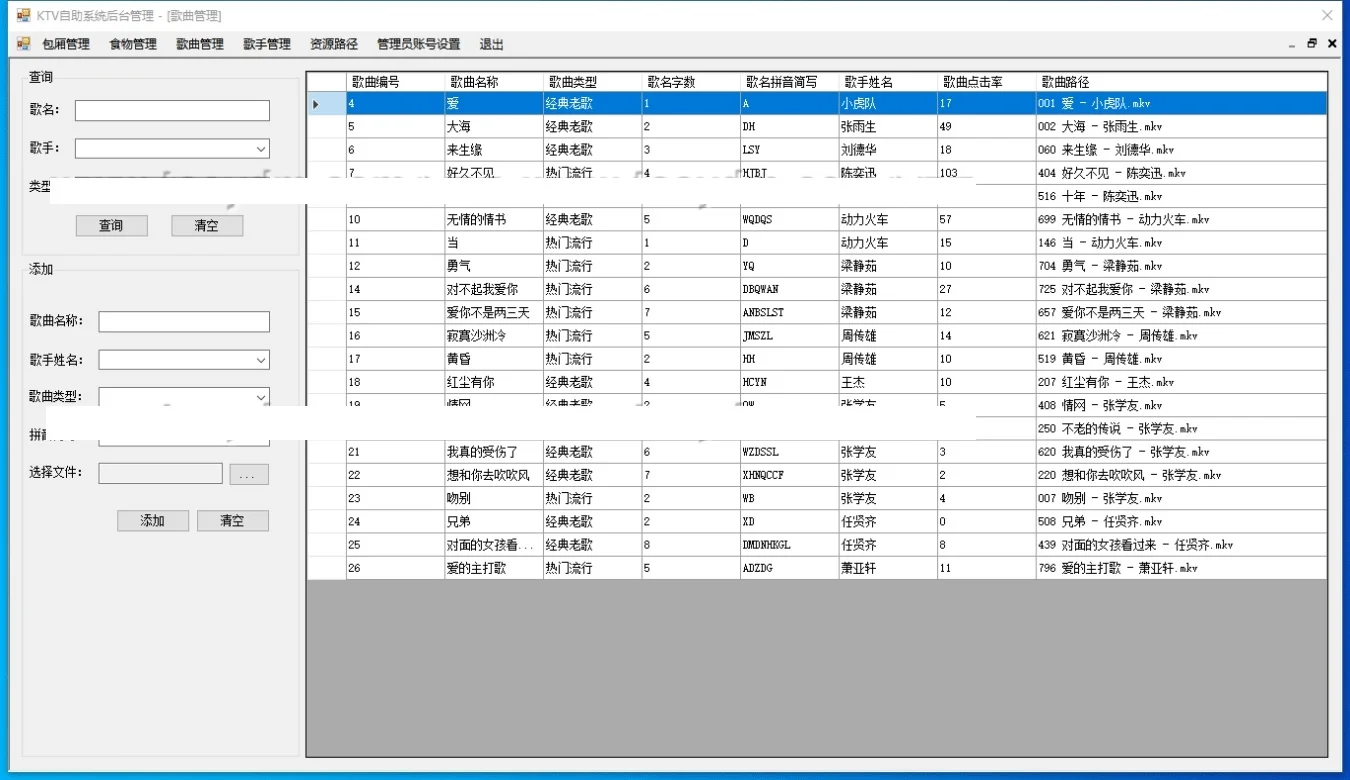 KTV自助系统后台管理 - [歌曲管理]
包厢管理 食物管理 歌曲管理 歌手管理 资源路径 管理员账号设置 退出
查询
歌名:
歌手:
类型
查询 清空
添加
歌曲名称:
歌手姓名:
歌曲类型:
选择文件: ...
添加 清空
歌曲编号 歌曲名称 歌曲类型 歌名字数 歌名拼音简写 歌手姓名 歌曲点击率 歌曲路径
4 爱 经典老歌 1 A 小虎队 17 001 爱 - 小虎队.mkv
5 大海 经典老歌 2 DH 张雨生 49 002 大海 - 张雨生.mkv
6 来生缘 经典老歌 3 LSY 刘德华 18 060 来生缘 - 刘德华.mkv
7 好久不见 热门流行 4 HJBJ 陈奕迅 103 404 好久不见 - 陈奕迅.mkv
516 十年 - 陈奕迅.mkv
10 无情的情书 经典老歌 5 WQDQS 动力火车 57 699 无情的情书 - 动力火车.mkv
11 当 热门流行 1 D 动力火车 15 146 当 - 动力火车.mkv
12 勇气 热门流行 2 YQ 梁静茹 10 704 勇气 - 梁静茹.mkv
14 对不起我爱你 热门流行 6 DBQWAN 梁静茹 27 725 对不起我爱你 - 梁静茹.mkv
15 爱你不是两三天 热门流行 7 ANBSLST 梁静茹 12 657 爱你不是两三天 - 梁静茹.mkv
16 寂寞沙洲冷 热门流行 5 JMSZL 周传雄 14 621 寂寞沙洲冷 - 周传雄.mkv
17 黄昏 热门流行 2 HH 周传雄 10 519 黄昏 - 周传雄.mkv
18 红尘有你 经典老歌 4 HCYN 王杰 10 207 红尘有你 - 王杰.mkv
19 情网 经典老歌 2 QW 张学友 5 408 情网 - 张学友.mkv
250 不老的传说 - 张学友.mkv
21 我真的受伤了 经典老歌 6 WZDSSL 张学友 3 620 我真的受伤了 - 张学友.mkv
22 想和你去吹吹风 经典老歌 7 XHNQCCF 张学友 2 220 想和你去吹吹风 - 张学友.mkv
23 吻别 热门流行 2 WB 张学友 4 007 吻别 - 张学友.mkv
24 兄弟 经典老歌 2 XD 任贤齐 0 508 兄弟 - 任贤齐.mkv
25 对面的女孩看... 经典老歌 8 DMDNHKGL 任贤齐 8 439 对面的女孩看过来 - 任贤齐.mkv
26 爱的主打歌 热门流行 5 ADZDG 萧亚轩 11 796 爱的主打歌 - 萧亚轩.mkv